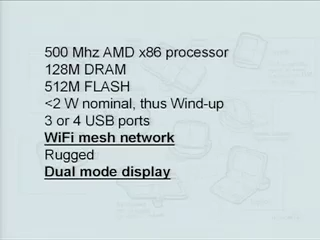 500 Mhz AMD x86 processor
128M DRAM
512M FLASH
<2 W nominal, thus Wind-up
3 or 4 USB ports
WiFi mesh network
Rugged
Dual mode display